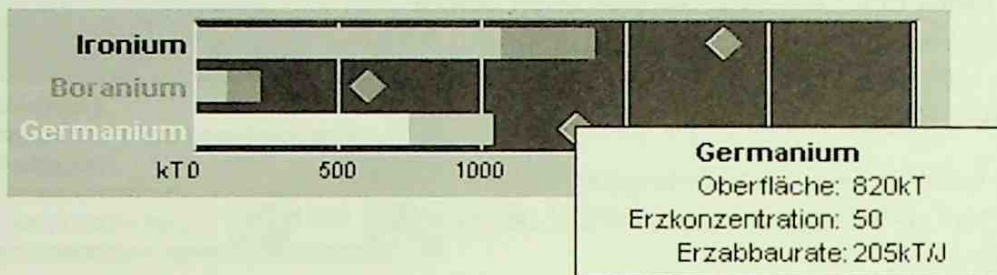 Ironium
Boranium
Germanium
kT 0 500 1000
Germanium
Oberfläche: 820kT
Erzkonzentration: 50
Erzabbaurate: 205kT/J